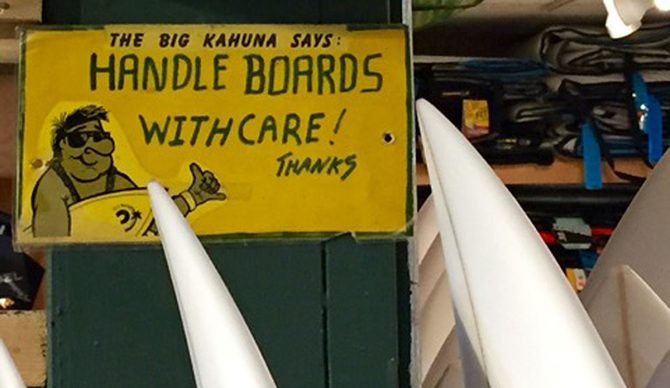 THE BIG KAHUNA SAYS:
HANDLE BOARDS
WITH CARE!
THANKS